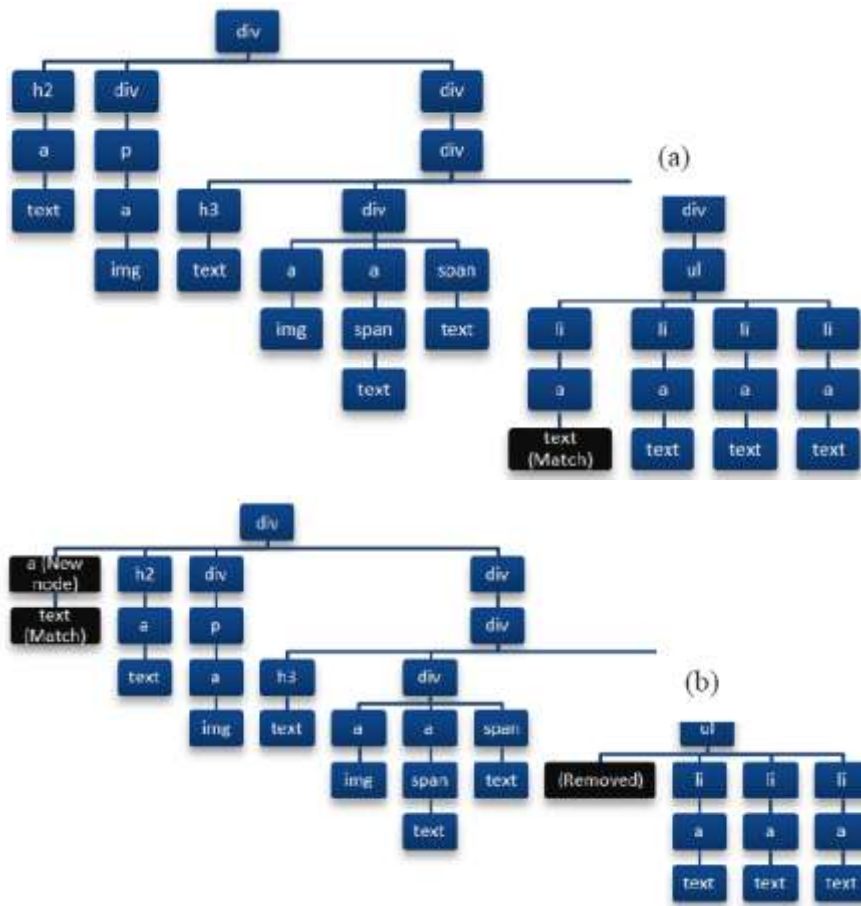 div
h2 div div
a p div
(a)
text a h3 div div
img text a a span ul
img span text li li li li
text a a a a
text
(Match) text text text
div
a (New
node) h2 div div
text
(Match) a p div
text a h3 div
(b)
img text a a span ul
img span text (Removed) li li li
text a a a
text text text